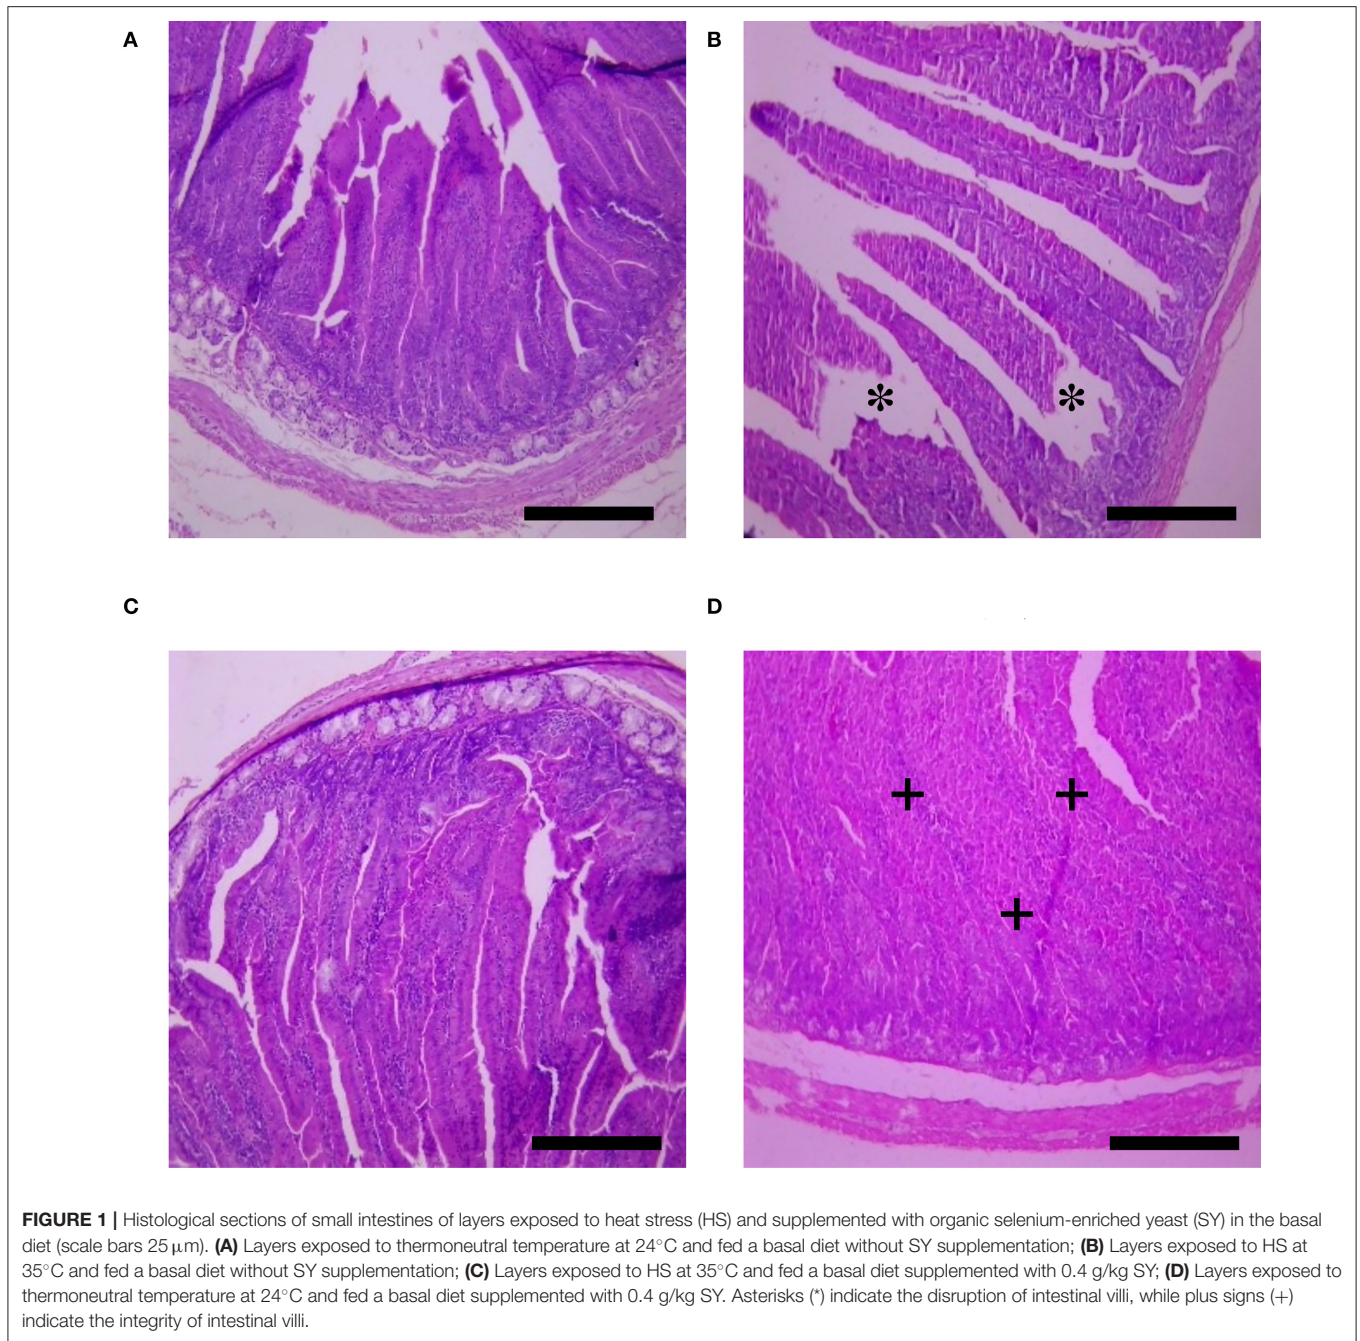 A
B
*
*
C
D
+
+
+
FIGURE 1 | Histological sections of small intestines of layers exposed to heat stress (HS) and supplemented with organic selenium-enriched yeast (SY) in the basal
diet (scale bars 25 μm). (A) Layers exposed to thermoneutral temperature at 24°C and fed a basal diet without SY supplementation; (B) Layers exposed to HS at
35°C and fed a basal diet without SY supplementation; (C) Layers exposed to HS at 35°C and fed a basal diet supplemented with 0.4 g/kg SY; (D) Layers exposed to
thermoneutral temperature at 24°C and fed a basal diet supplemented with 0.4 g/kg SY. Asterisks (*) indicate the disruption of intestinal villi, while plus signs (+)
indicate the integrity of intestinal villi.